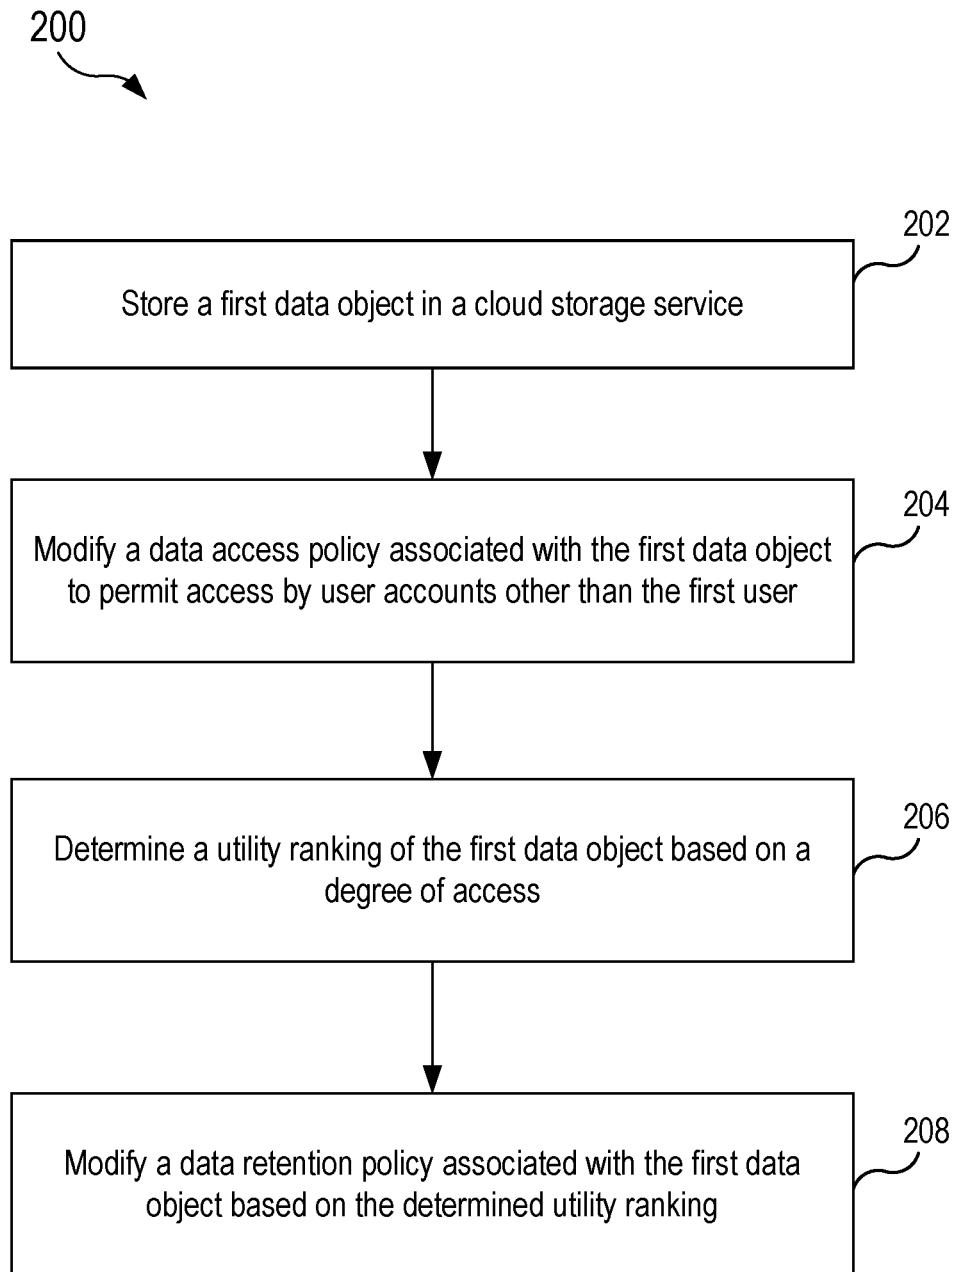 200
202
Store a first data object in a cloud storage service
204
Modify a data access policy associated with the first data object
to permit access by user accounts other than the first user
206
Determine a utility ranking of the first data object based on a
degree of access
208
Modify a data retention policy associated with the first data
object based on the determined utility ranking